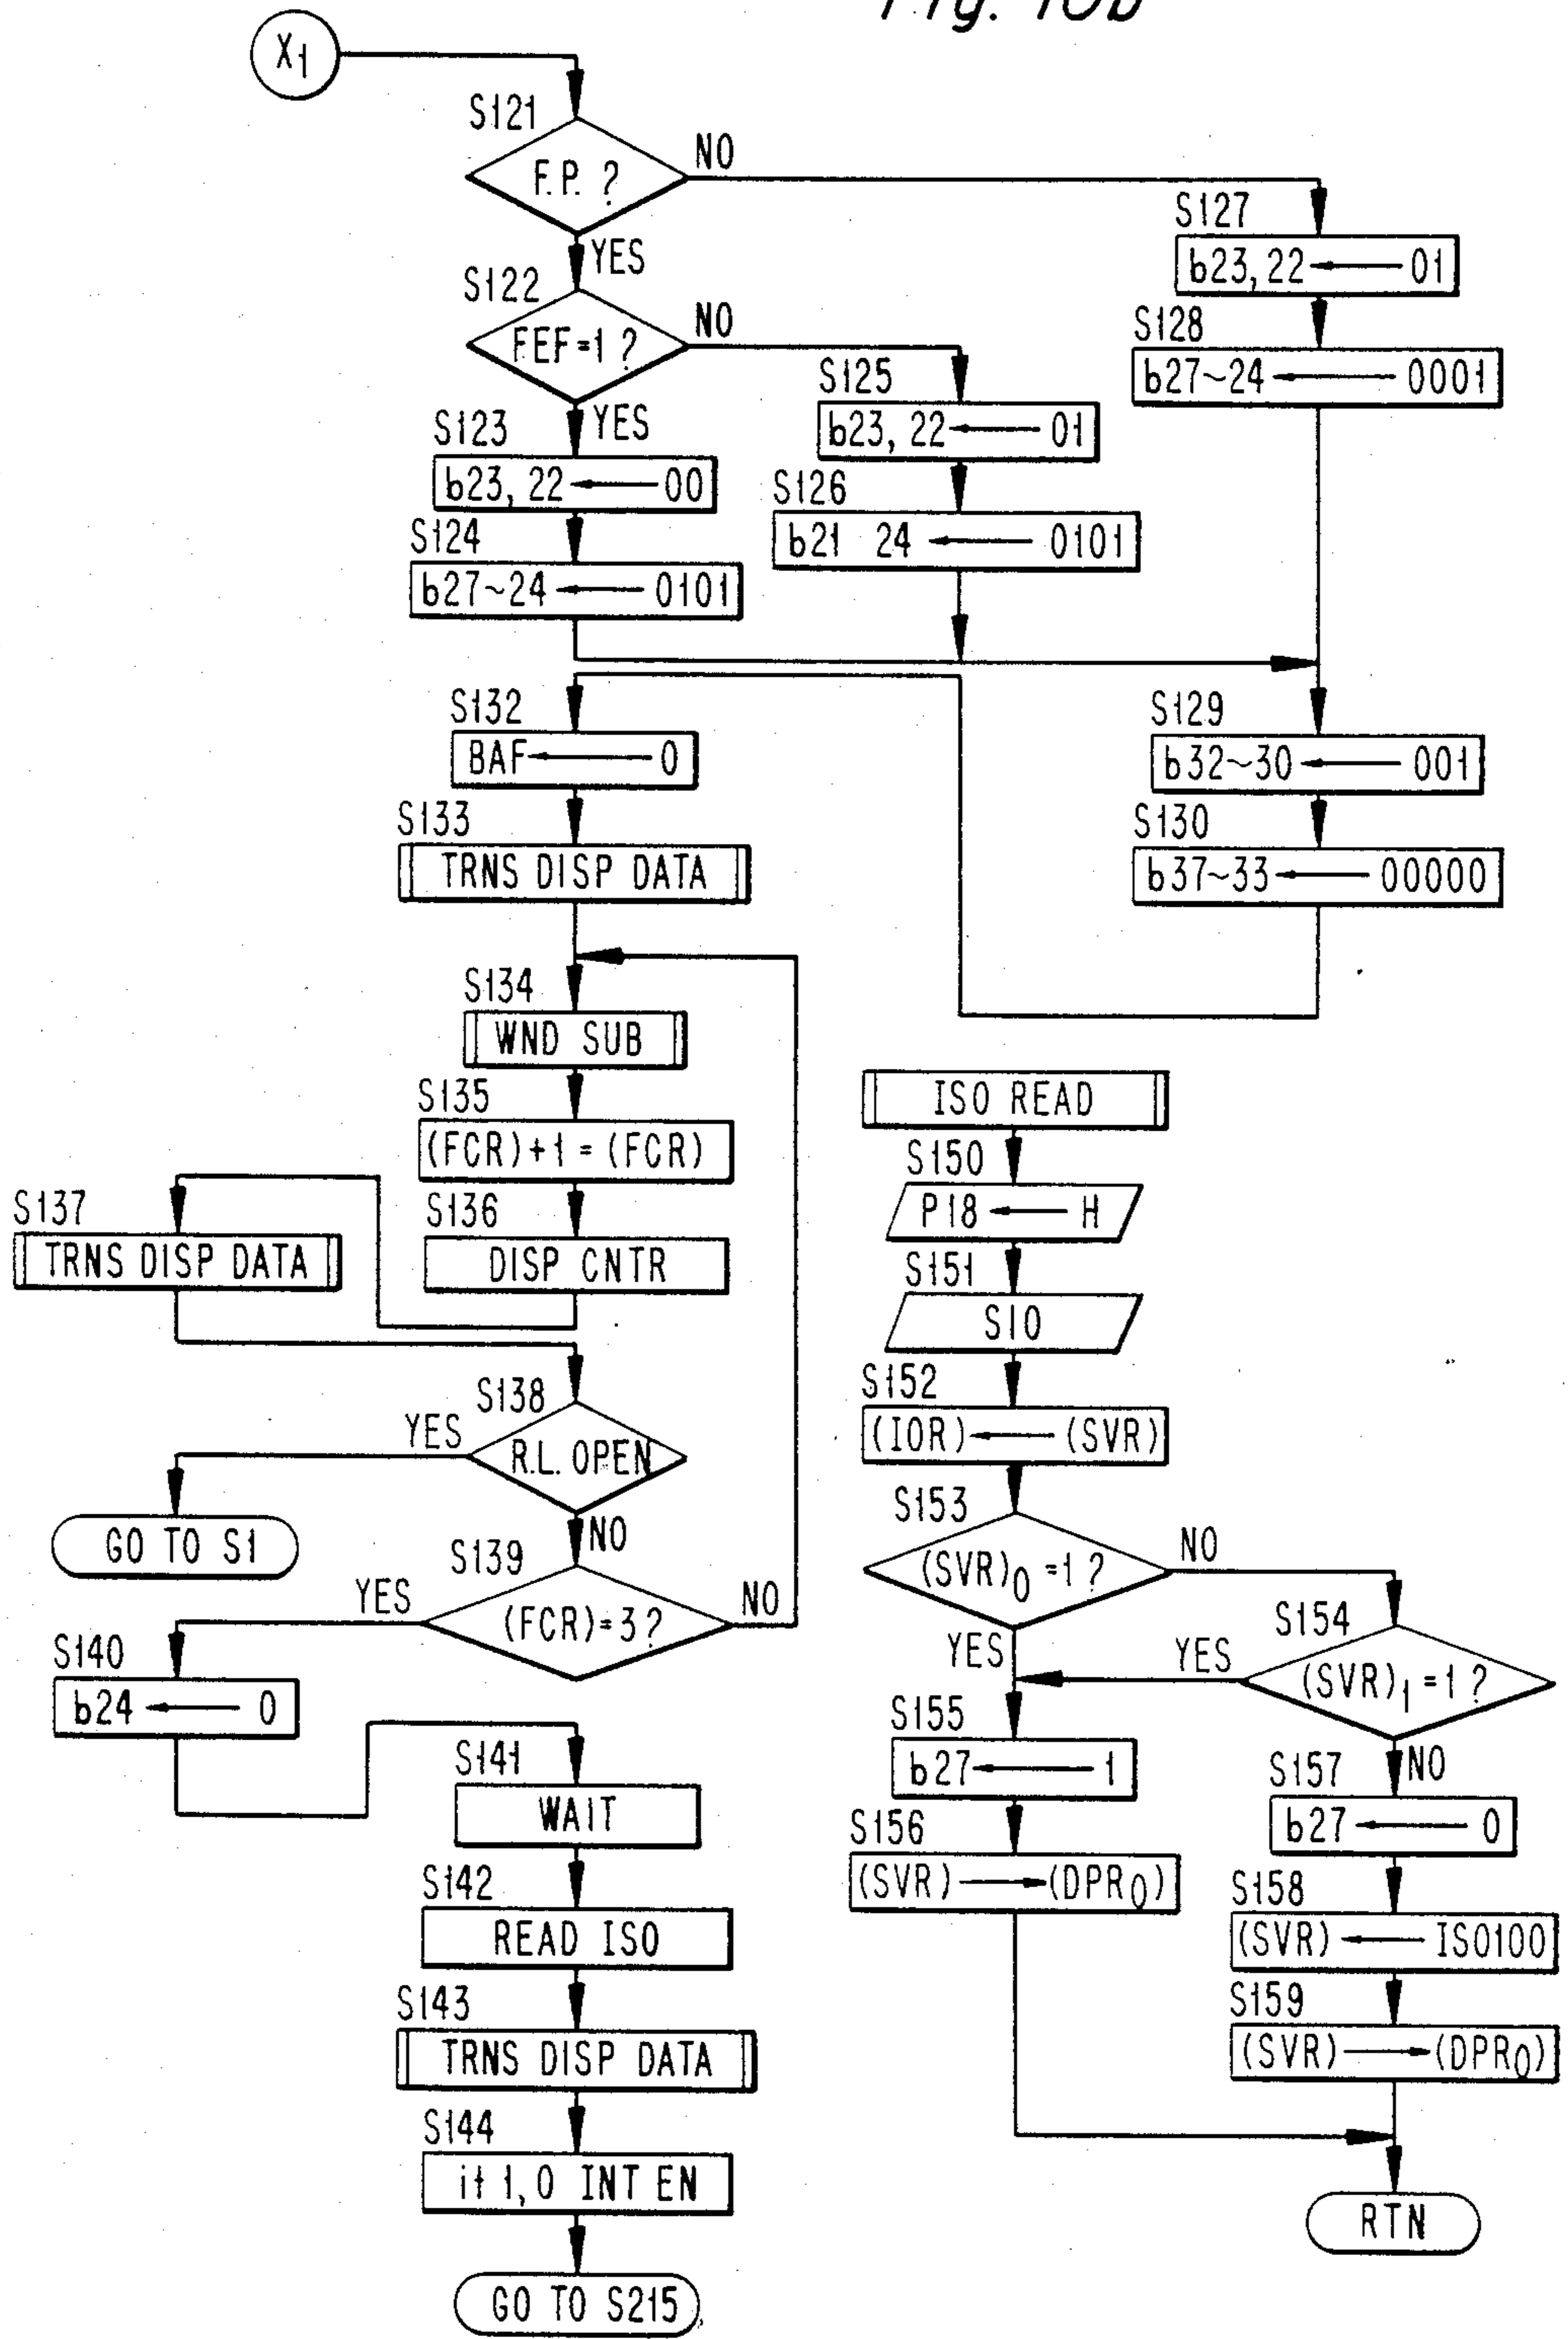 Fig. 10b
X1
S121
F.P. ?
NO
YES
S122
FEF=1 ?
NO
YES
S123
b23, 22 ← 00
S124
b27~24 ← 0101
S125
b23, 22 ← 01
S126
b21 24 ← 0101
S127
b23, 22 ← 01
S128
b27~24 ← 0001
S129
b32~30 ← 001
S130
b37~33 ← 00000
S132
BAF ← 0
S133
TRNS DISP DATA
S134
WND SUB
S135
(FCR)+1 = (FCR)
S136
DISP CNTR
S137
TRNS DISP DATA
S138
R.L. OPEN
YES
NO
GO TO S1
S139
(FCR)=3?
YES
NO
S140
b24 ← 0
S141
WAIT
S142
READ ISO
S143
TRNS DISP DATA
S144
it 1, 0 INT EN
GO TO S215
ISO READ
S150
P18 ← H
S151
SIO
S152
(IOR) ← (SVR)
S153
(SVR)0 =1 ?
NO
YES
S154
(SVR)1 =1 ?
YES
NO
S155
b27 ← 1
S156
(SVR) → (DPR0)
S157
b27 ← 0
S158
(SVR) ← ISO100
S159
(SVR) → (DPR0)
RTN